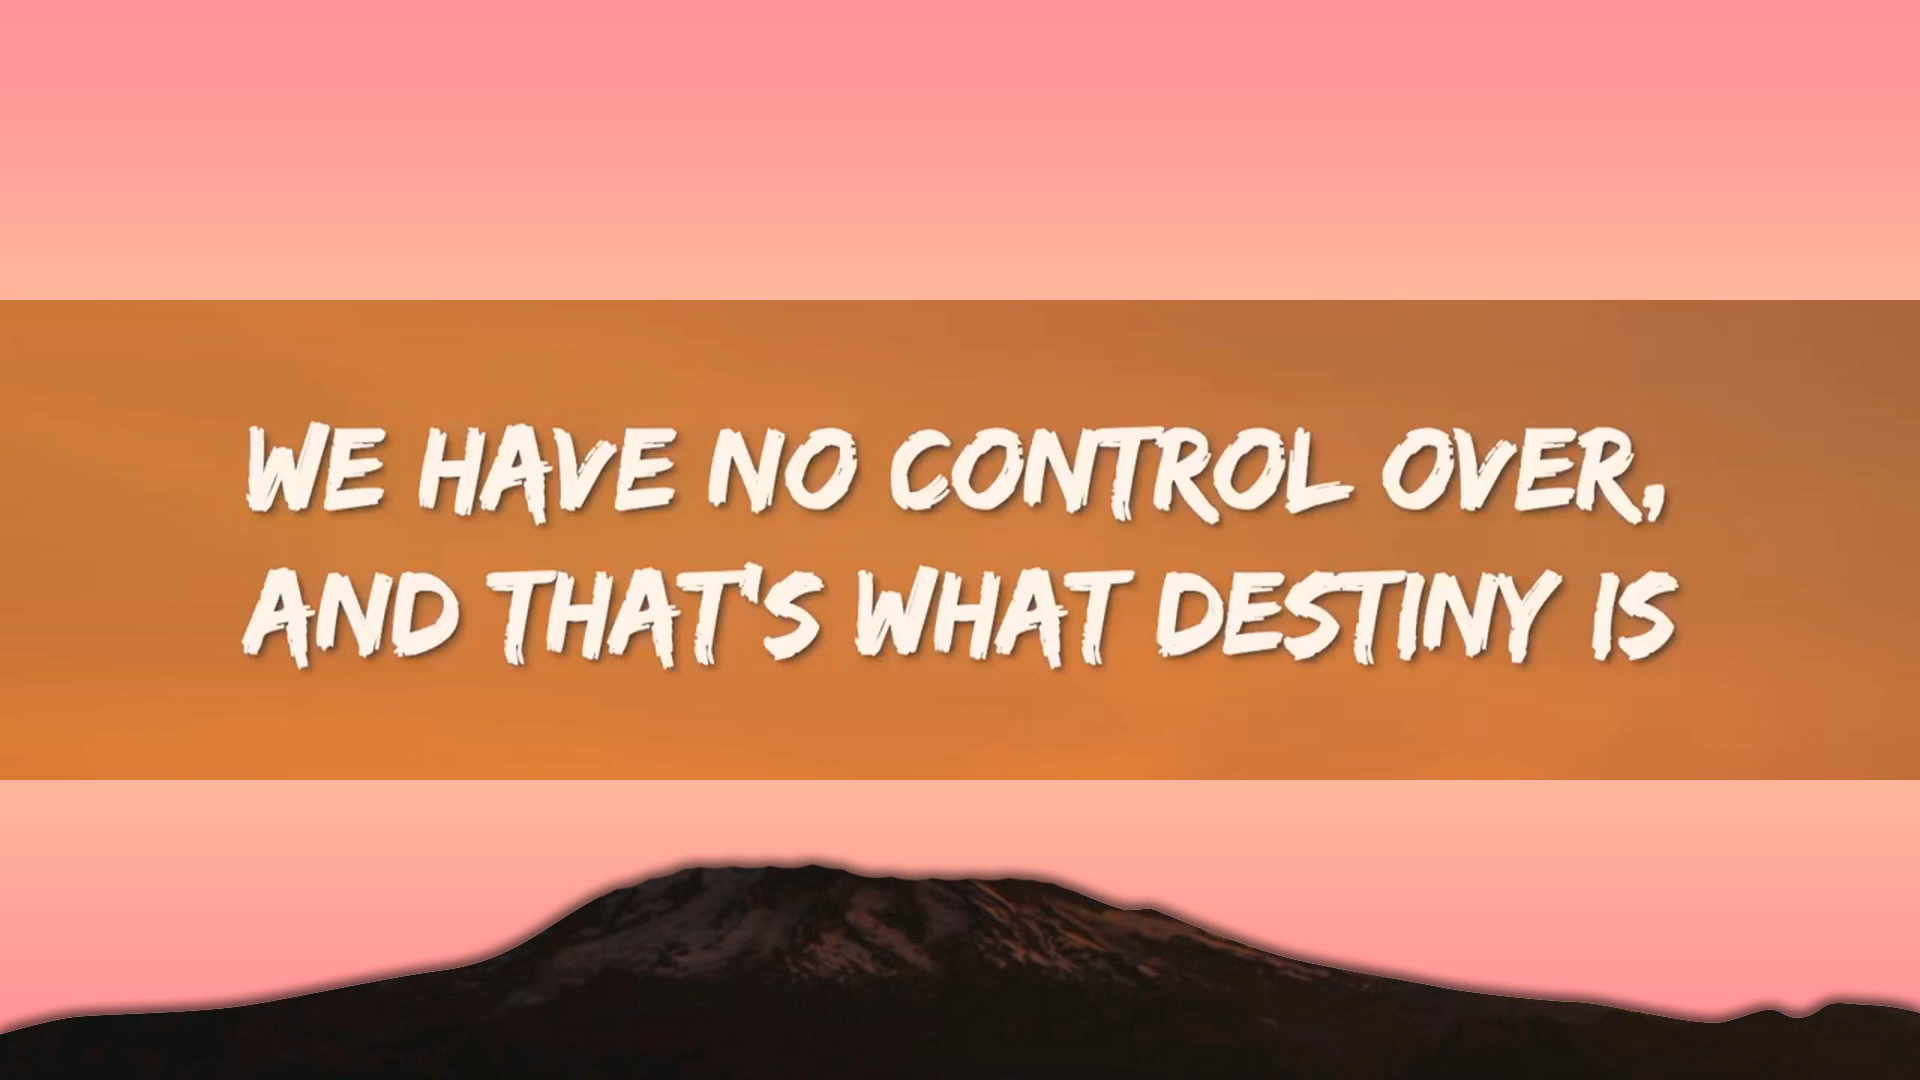 WE HAVE NO CONTROL OVER,
AND THAT'S WHAT DESTINY IS